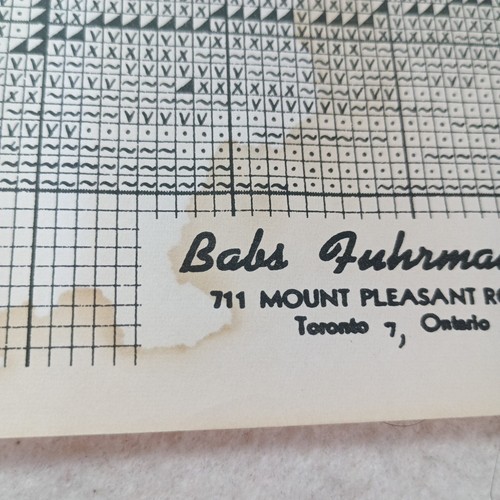 Babs Fuhrma
711 MOUNT PLEASANT R
Toronto 7, Ontario